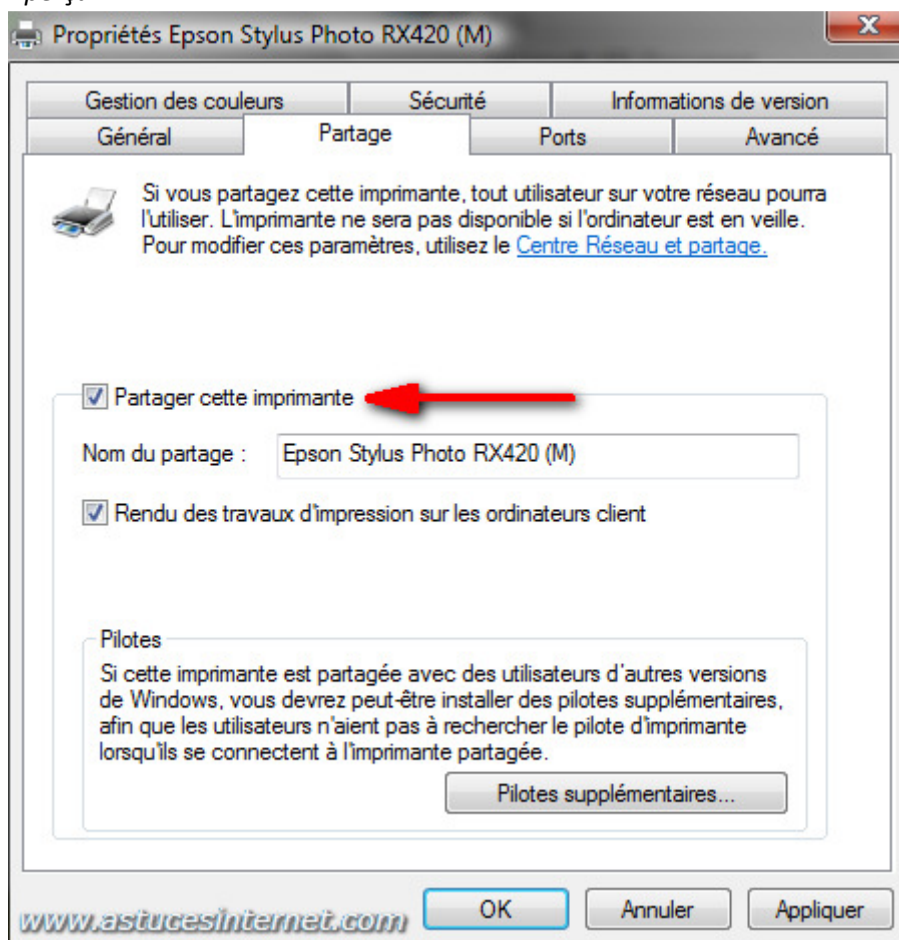 Propriétés Epson Stylus Photo RX420 (M)
Gestion des couleurs Sécurité Informations de version
Général Partage Ports Avancé
Si vous partagez cette imprimante, tout utilisateur sur votre réseau pourra
l'utiliser. L'imprimante ne sera pas disponible si l'ordinateur est en veille.
Pour modifier ces paramètres, utilisez le Centre Réseau et partage.
Partager cette imprimante
Nom du partage : Epson Stylus Photo RX420 (M)
Rendu des travaux d'impression sur les ordinateurs client
Pilotes
Si cette imprimante est partagée avec des utilisateurs d'autres versions
de Windows, vous devrez peut-être installer des pilotes supplémentaires,
afin que les utilisateurs n'aient pas à rechercher le pilote d'imprimante
lorsqu'ils se connectent à l'imprimante partagée.
Pilotes supplémentaires...
www.astucesinternet.com OK Annuler Appliquer